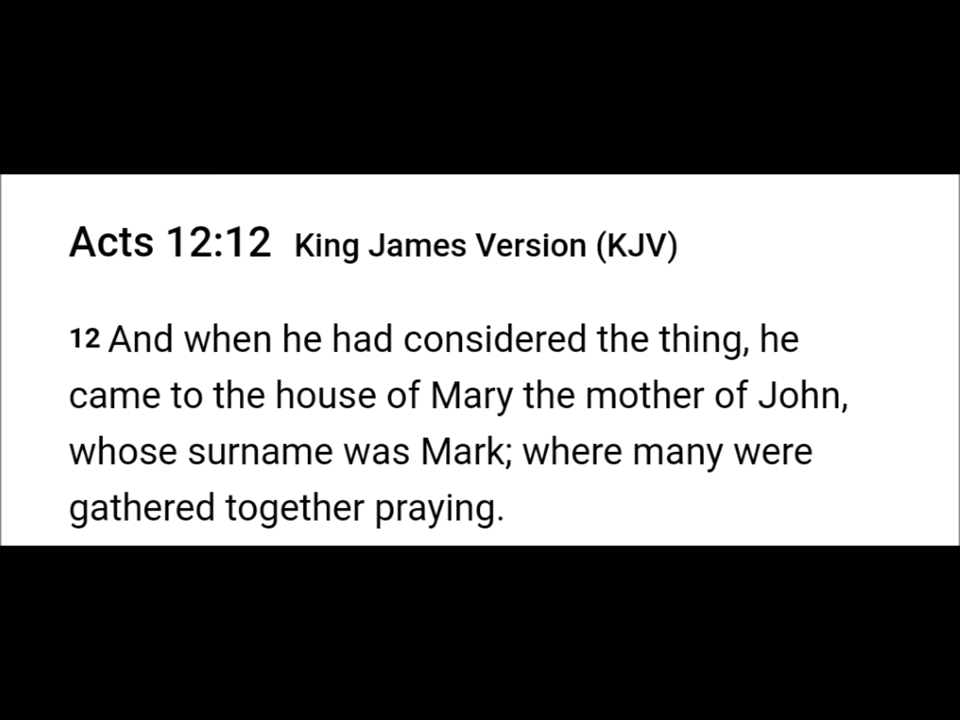 Acts 12:12 King James Version (KJV)
12 And when he had considered the thing, he
came to the house of Mary the mother of John,
whose surname was Mark; where many were
gathered together praying.